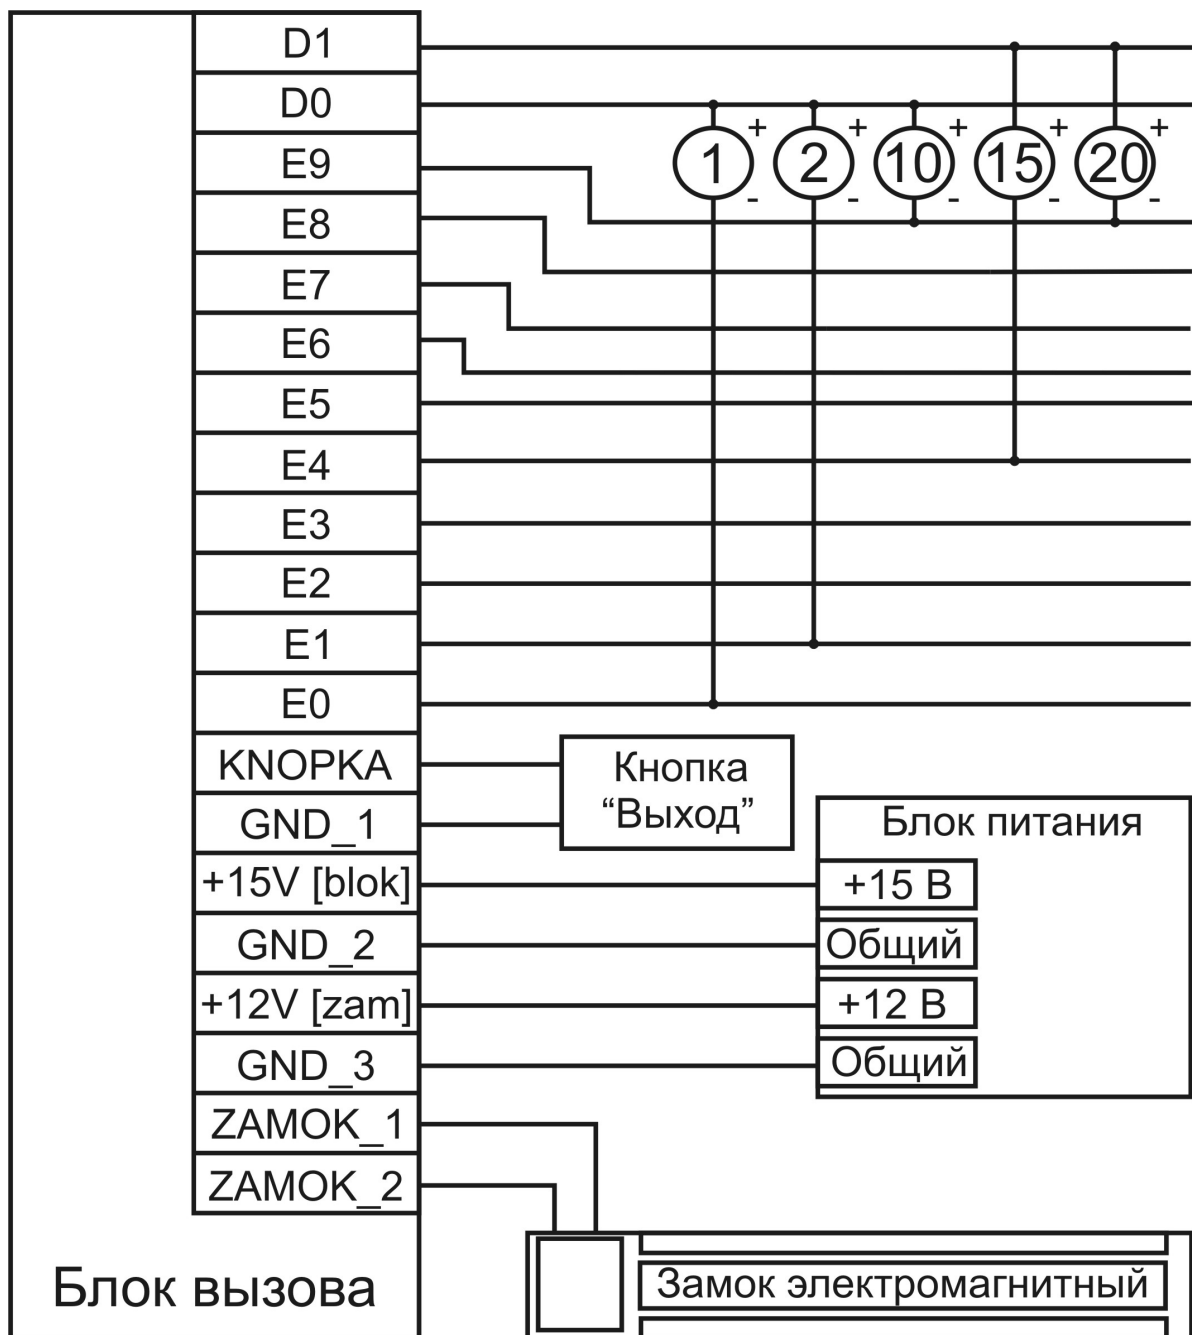 D1
D0
E9
E8
E7
E6
E5
E4
E3
E2
E1
E0
KNOPKA
GND_1
+15V [blok]
GND_2
+12V [zam]
GND_3
ZAMOK_1
ZAMOK_2
Блок вызова
+ + + + +
1 2 10 15 20
- - - - -
Кнопка
“Выход”
Блок питания
+15 В
Общий
+12 В
Общий
Замок электромагнитный